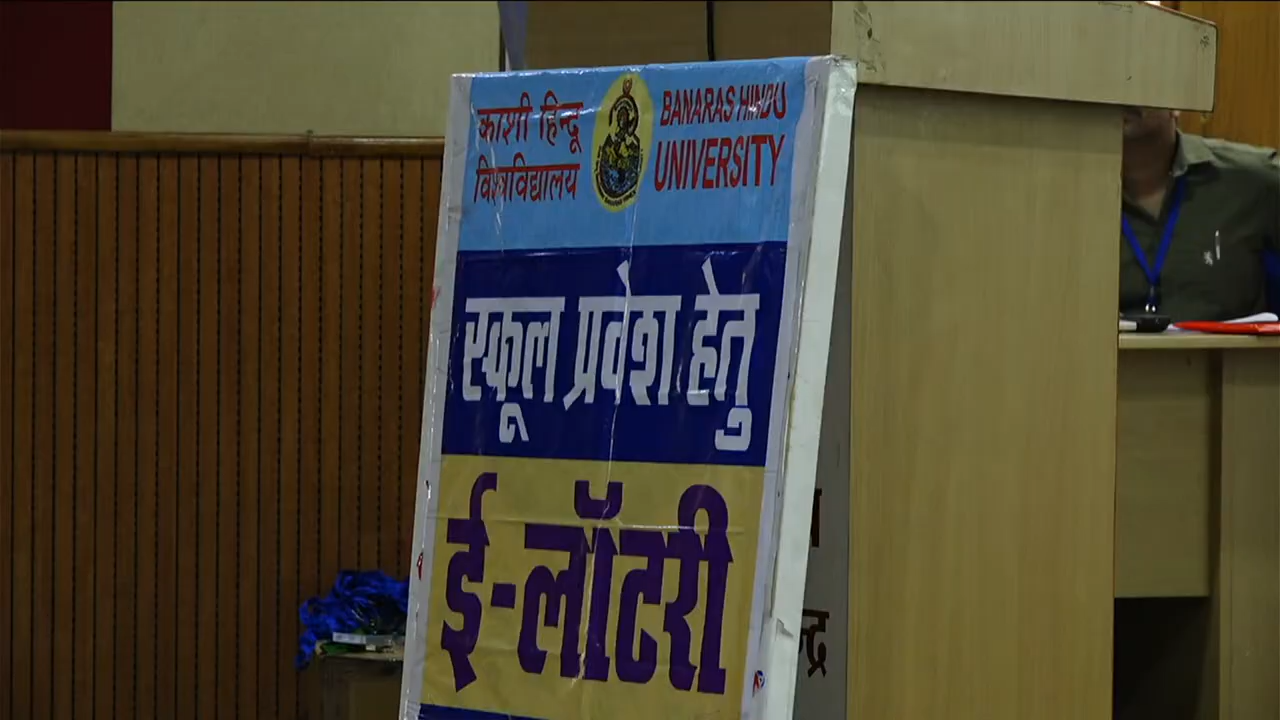 काशी हिन्दू
विश्वविद्यालय
BANARAS HINDU
UNIVERSITY
स्कूल प्रवेश हेतु
ई-लॉटरी